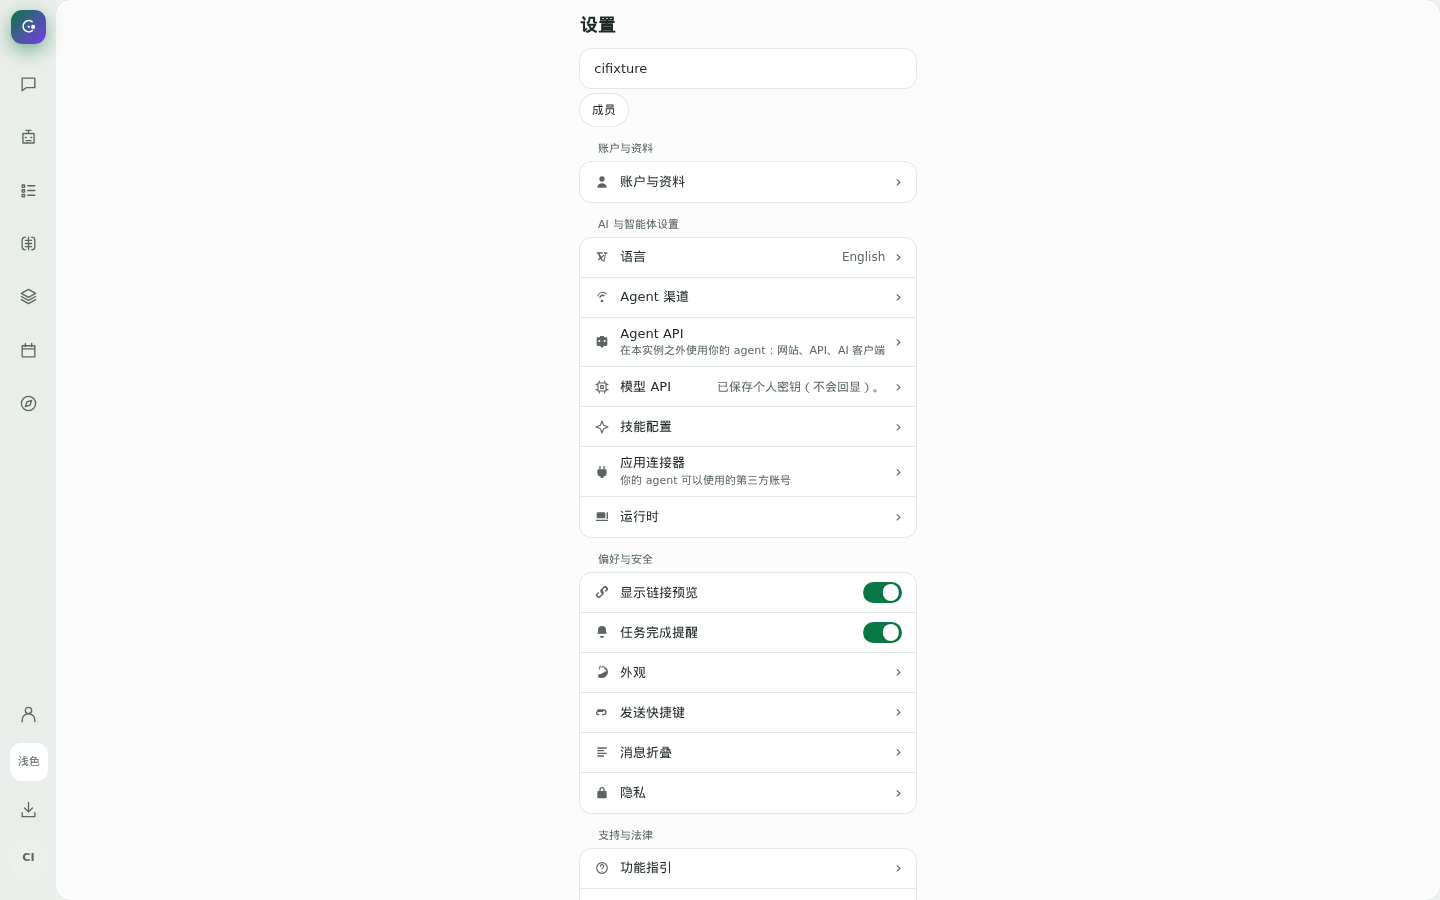 设置
cifixture
成员
账户与资料
账户与资料
AI 与智能体设置
语言 English
Agent 渠道
Agent API
在本实例之外使用你的 agent：网站、API、AI 客户端
模型 API 已保存个人密钥（不会回显）。
技能配置
应用连接器
你的 agent 可以使用的第三方账号
运行时
偏好与安全
显示链接预览
任务完成提醒
外观
发送快捷键
消息折叠
隐私
浅色
支持与法律
CI
功能指引